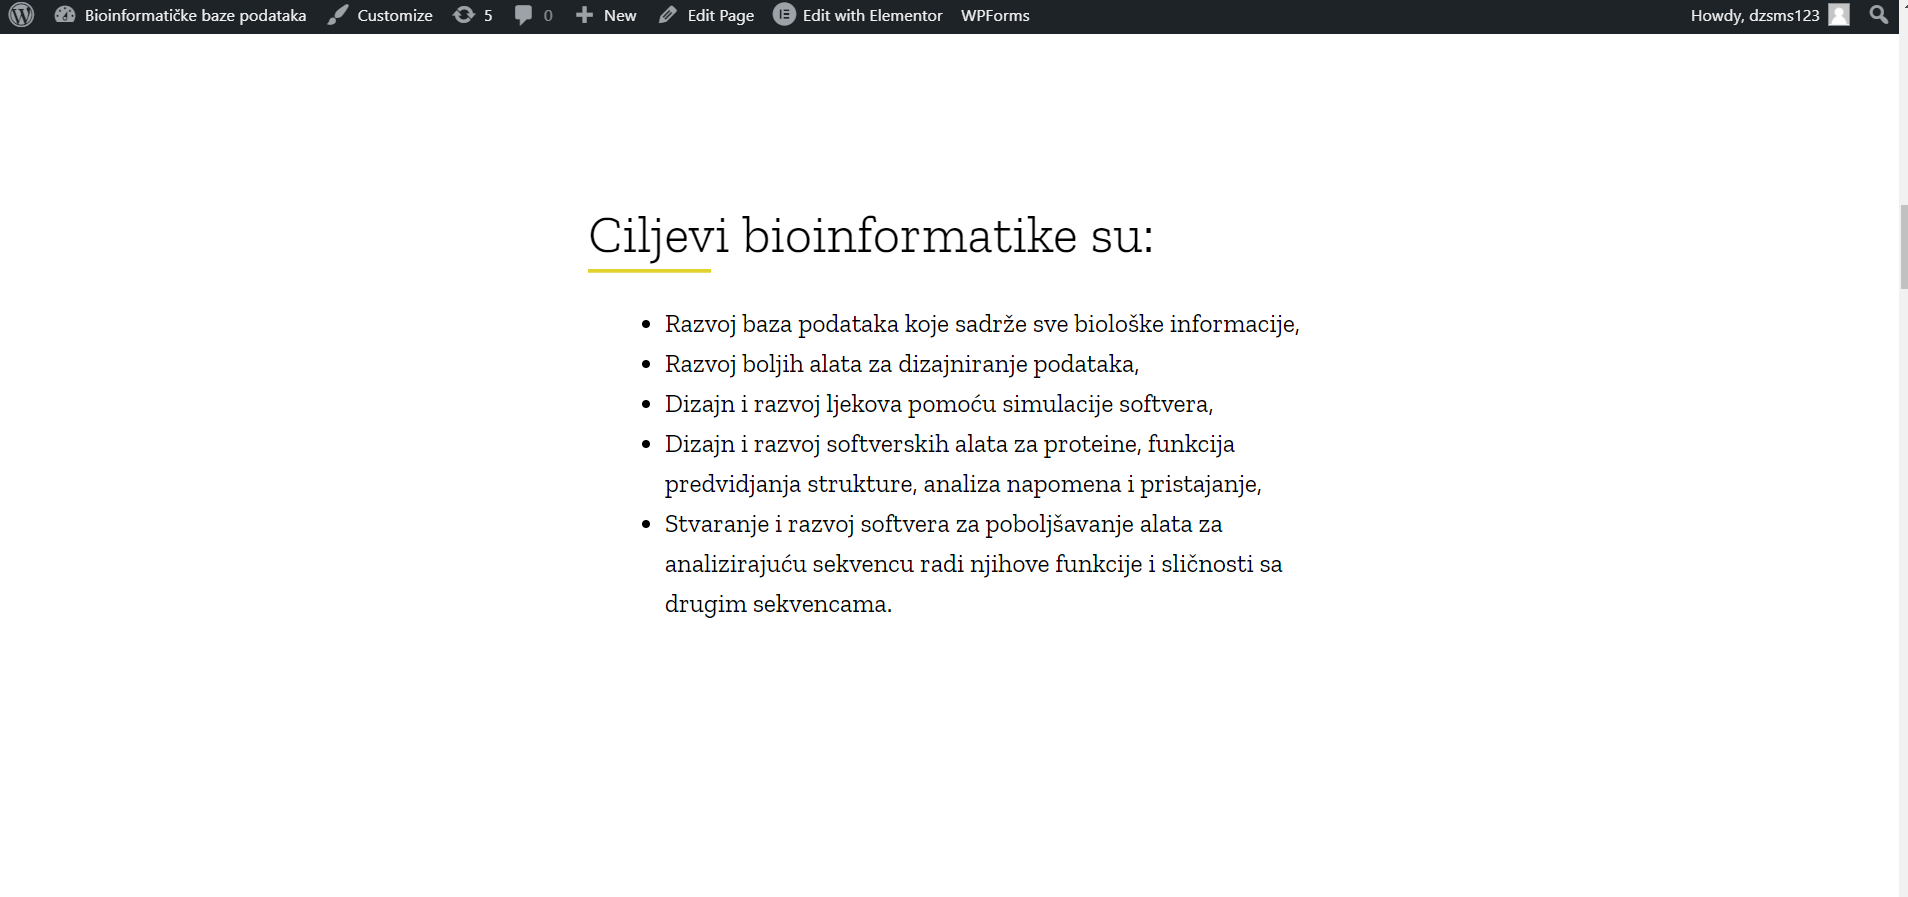 Bioinformatičke baze podataka Customize 5 0 New Edit Page Edit with Elementor WPForms Howdy, dzsms123
Ciljevi bioinformatike su:
Razvoj baza podataka koje sadrže sve biološke informacije,
Razvoj boljih alata za dizajniranje podataka,
Dizajn i razvoj ljekova pomoću simulacije softvera,
Dizajn i razvoj softverskih alata za proteine, funkcija
predvidjanja strukture, analiza napomena i pristajanje,
Stvaranje i razvoj softvera za poboljšavanje alata za
analizirajuću sekvencu radi njihove funkcije i sličnosti sa
drugim sekvencama.